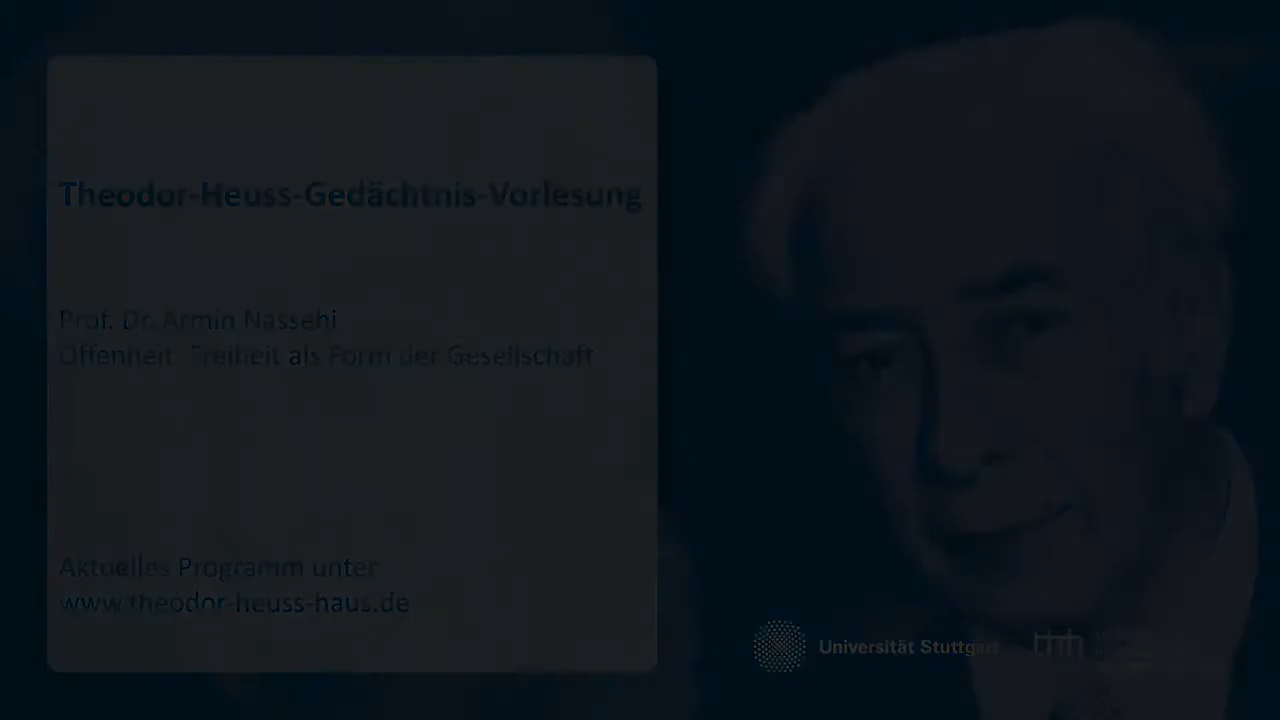 Theodor-Heuss-Gedächtnis-Vorlesung
Prof. Dr. Armin Nassehi
Offenheit. Freiheit als Form der Gesellschaft
Aktuelles Programm unter
www.theodor-heuss-haus.de
Universität Stuttgart